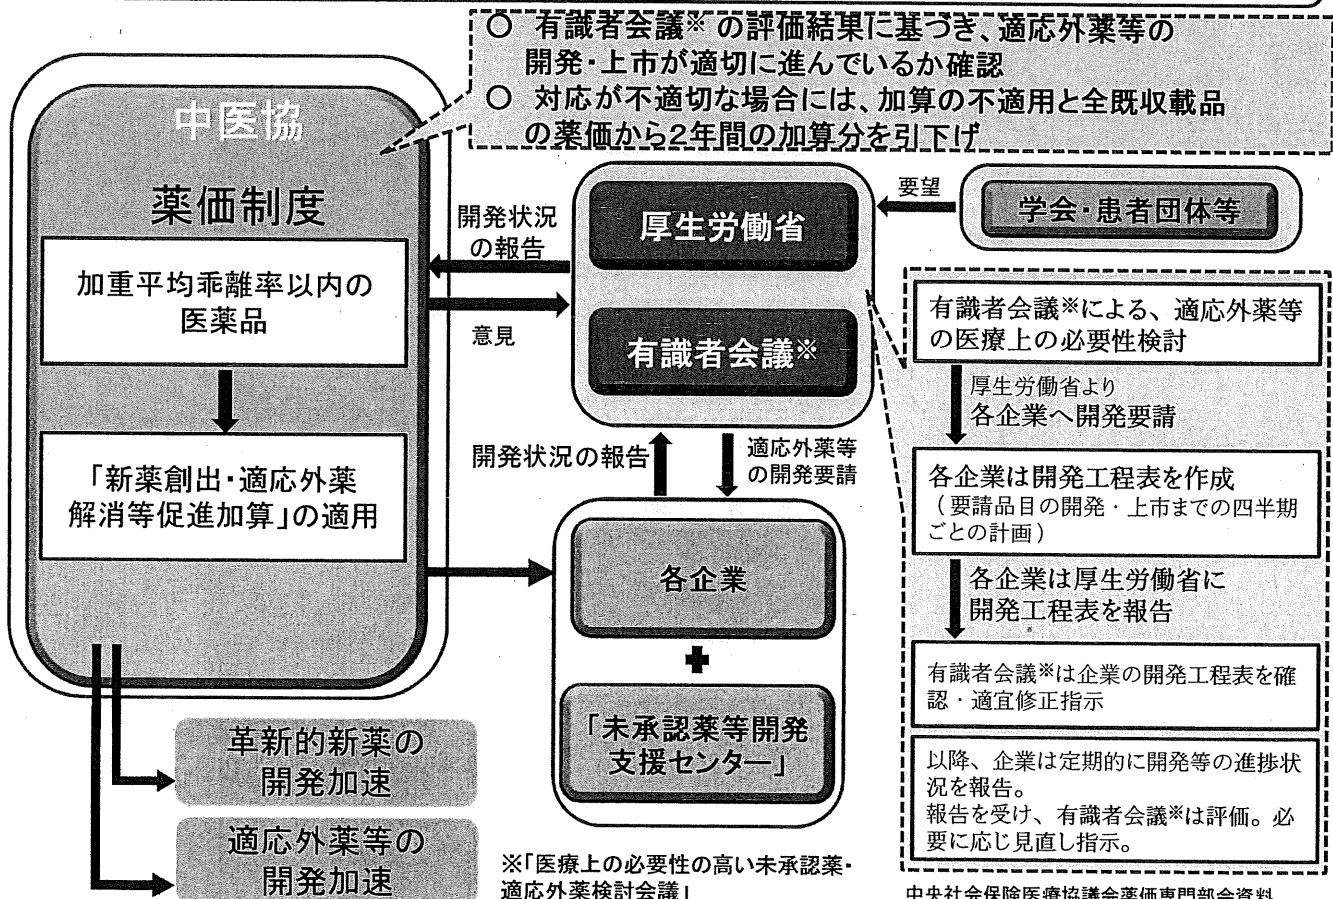 ○ 有識者会議※ の評価結果に基づき、適応外薬等の
開発・上市が適切に進んでいるか確認
○ 対応が不適切な場合には、加算の不適用と全既収載品
の薬価から2年間の加算分を引下げ
中医協
薬価制度
加重平均乖離率以内の
医薬品
「新薬創出・適応外薬
解消等促進加算」の適用
革新的新薬の
開発加速
適応外薬等の
開発加速
開発状況
の報告
意見
厚生労働省
有識者会議※
要望
学会・患者団体等
開発状況の報告
適応外薬等
の開発要請
各企業
+
「未承認薬等開発
支援センター」
※「医療上の必要性の高い未承認薬・
適応外薬検討会議」
有識者会議※による、適応外薬等
の医療上の必要性検討
厚生労働省より
各企業へ開発要請
各企業は開発工程表を作成
(要請品目の開発・上市までの四半期
ごとの計画)
各企業は厚生労働省に
開発工程表を報告
有識者会議※は企業の開発工程表を確
認・適宜修正指示
以降、企業は定期的に開発等の進捗状
況を報告。
報告を受け、有識者会議※は評価。必
要に応じ見直し指示。
中央社会保険医療協議会薬価専門部会資料